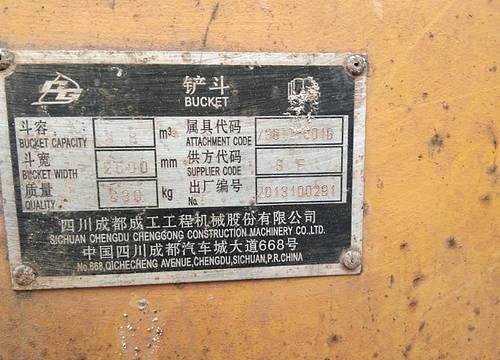 铲斗
BUCKET
斗容 m³ 属具代码
BUCKET CAPACITY ATTACHMENT CODE
斗宽 2500 mm 供方代码
BUCKET WIDTH SUPPLIER CODE
质量 kg 出厂编号 2013100291
QUALITY No.
四川成都成工工程机械股份有限公司
SICHUAN CHENGDU CHENGGONG CONSTRUCTION MACHINERY CO.,LTD.
中国四川成都汽车城大道668号
No.668,QICHECHENG AVENUE,CHENGDU,SICHUAN,P.R.CHINA